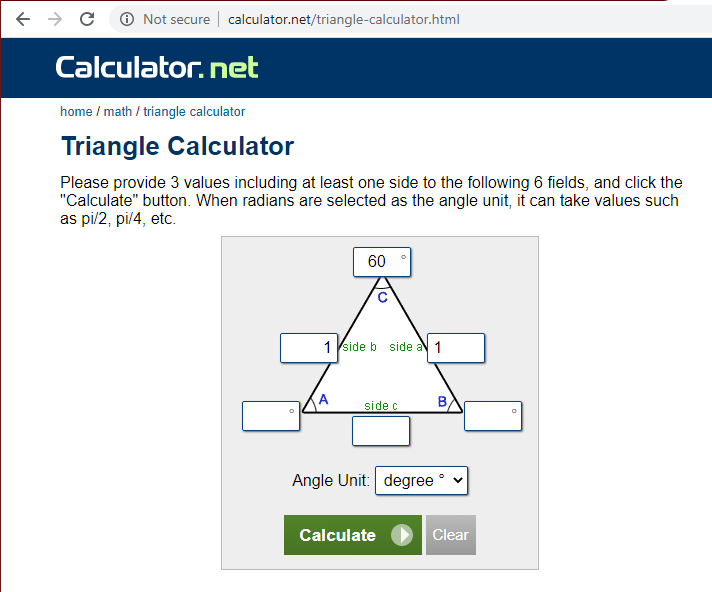 Not secure | calculator.net/triangle-calculator.html
Calculator.net
home / math / triangle calculator
Triangle Calculator
Please provide 3 values including at least one side to the following 6 fields, and click the
"Calculate" button. When radians are selected as the angle unit, it can take values such
as pi/2, pi/4, etc.
60 °
C
1 side b side a 1
° A B °
side c
Angle Unit: degree °
Calculate Clear